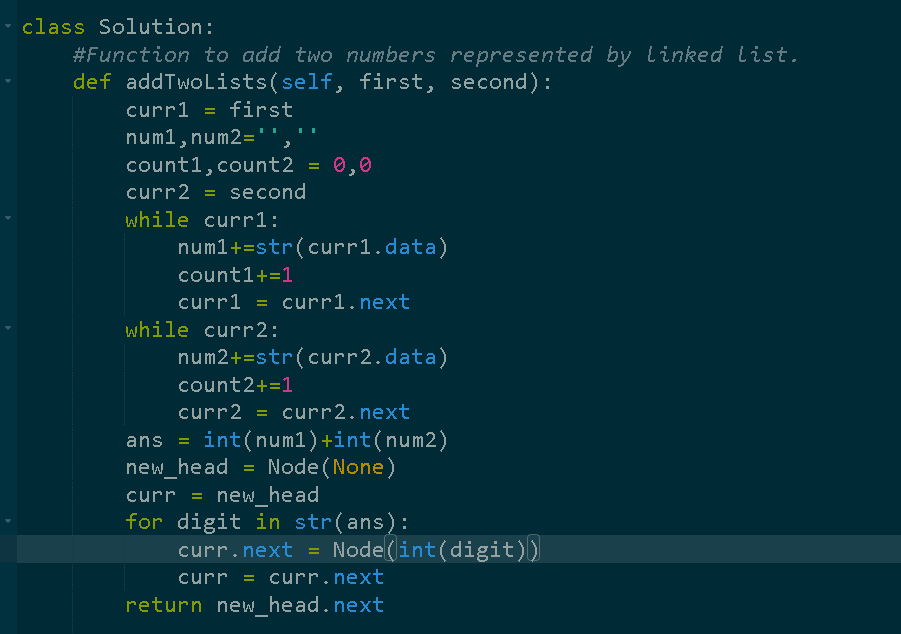 class Solution:
    #Function to add two numbers represented by linked list.
    def addTwoLists(self, first, second):
        curr1 = first
        num1,num2='',''
        count1,count2 = 0,0
        curr2 = second
        while curr1:
            num1+=str(curr1.data)
            count1+=1
            curr1 = curr1.next
        while curr2:
            num2+=str(curr2.data)
            count2+=1
            curr2 = curr2.next
        ans = int(num1)+int(num2)
        new_head = Node(None)
        curr = new_head
        for digit in str(ans):
            curr.next = Node(int(digit))
            curr = curr.next
        return new_head.next